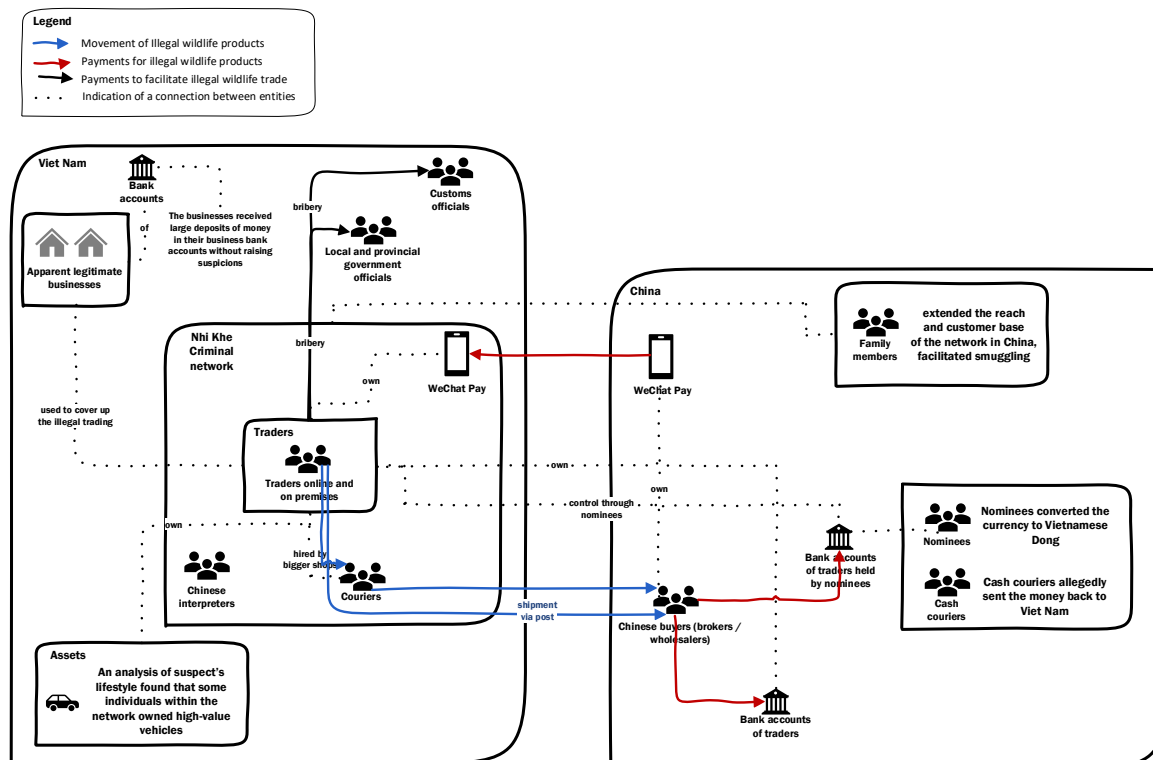 Legend
Movement of Illegal wildlife products
Payments for illegal wildlife products
Payments to facilitate illegal wildlife trade
Indication of a connection between entities
Viet Nam
Bank
accounts
of
The businesses received
large deposits of money
in their business bank
accounts without raising
suspicions
Apparent legitimate
businesses
bribery
Customs
officials
Local and provincial
government
officials
used to cover up
the illegal trading
Nhi Khe
Criminal
network
bribery
own
WeChat Pay
Traders
Traders online and
on premises
own
hired by
bigger shops
Chinese
interpreters
Couriers
shipment
via post
Assets
An analysis of suspect's
lifestyle found that some
individuals within the
network owned high-value
vehicles
China
WeChat Pay
Family
members
extended the reach
and customer base
of the network in China,
facilitated smuggling
own
own
control through
nominees
Bank accounts
of traders held
by nominees
Nominees
Nominees converted the
currency to Vietnamese
Dong
Cash
couriers
Cash couriers allegedly
sent the money back to
Viet Nam
Chinese buyers (brokers /
wholesalers)
Bank accounts
of traders